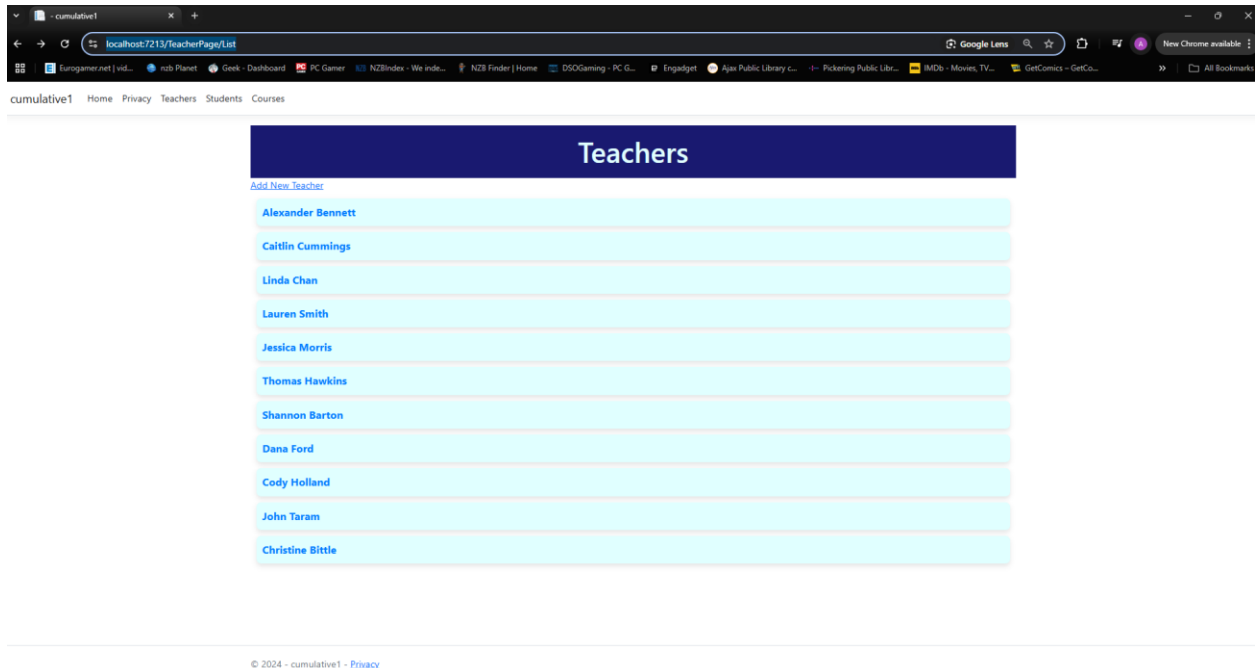 - cumulative1
localhost:7213/TeacherPage/List
Google Lens
New Chrome available
Eurogamer.net | vid...
nzb Planet
Geek - Dashboard
PC Gamer
NZBIndex - We inde...
NZB Finder | Home
DSOGaming - PC G...
Engadget
Ajax Public Library c...
Pickering Public Libr...
IMDb - Movies, TV...
GetComics – GetCo...
All Bookmarks
cumulative1 Home Privacy Teachers Students Courses
Teachers
Add New Teacher
Alexander Bennett
Caitlin Cummings
Linda Chan
Lauren Smith
Jessica Morris
Thomas Hawkins
Shannon Barton
Dana Ford
Cody Holland
John Taram
Christine Bittle
© 2024 - cumulative1 - Privacy